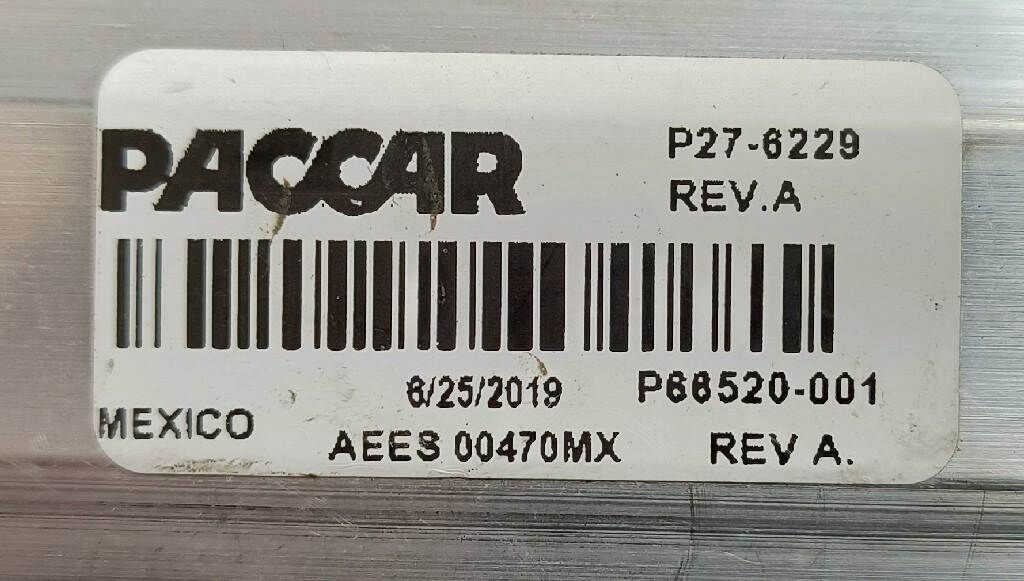 PACCAR
P27-6229
REV.A
6/25/2019
P66520-001
MEXICO
AEES 00470MX
REV A.